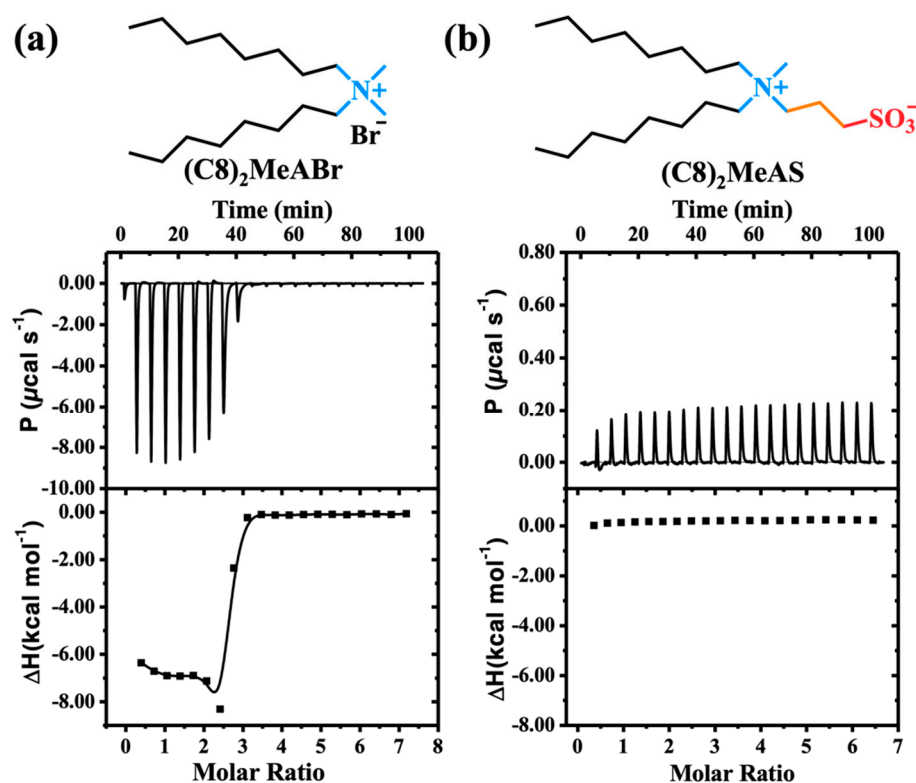 (a)
N+
Br−
(C8)₂MeABr
Time (min)
0 20 40 60 80 100
0.00
-2.00
-4.00
-6.00
-8.00
-10.00
P (µcal s⁻¹)
0.00
-2.00
-4.00
-6.00
-8.00
ΔH(kcal mol⁻¹)
0 1 2 3 4 5 6 7 8
Molar Ratio
(b)
N+
SO₃−
(C8)₂MeAS
Time (min)
0 20 40 60 80 100
0.80
0.60
0.40
0.20
0.00
P (µcal s⁻¹)
0.00
-2.00
-4.00
-6.00
-8.00
ΔH(kcal mol⁻¹)
0 1 2 3 4 5 6 7
Molar Ratio